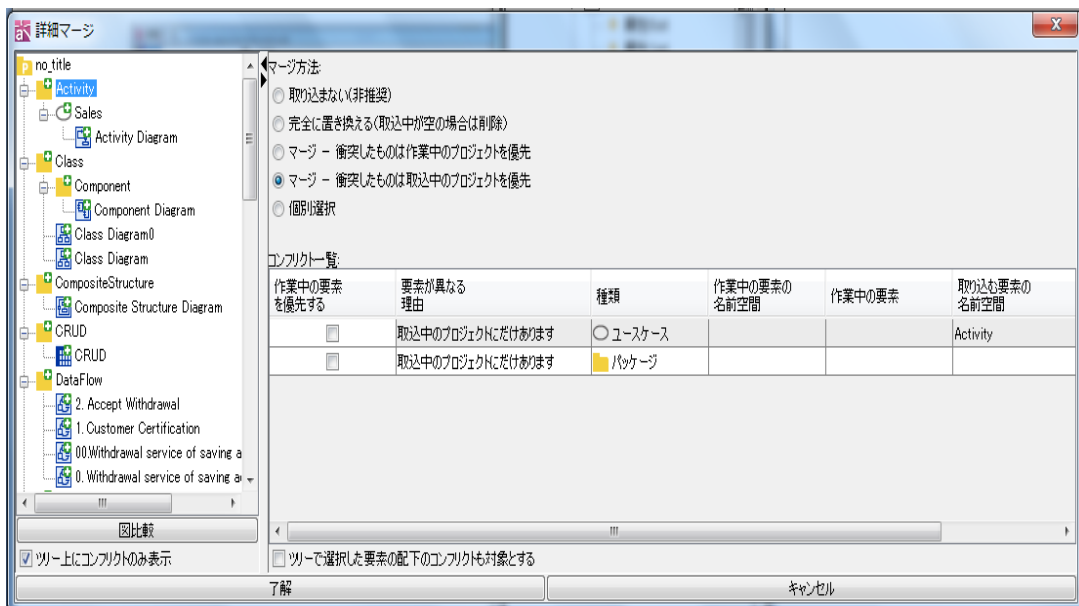 詳細マージ
no_title
Activity
Sales
Activity Diagram
Class
Component
Component Diagram
Class Diagram0
Class Diagram
CompositeStructure
Composite Structure Diagram
CRUD
CRUD
DataFlow
2. Accept Withdrawal
1. Customer Certification
00.Withdrawal service of saving a
0. Withdrawal service of saving a
図比較
ツリー上にコンフリクトのみ表示
マージ方法:
取り込まない(非推奨)
完全に置き換える(取込中が空の場合は削除)
マージ － 衝突したものは作業中のプロジェクトを優先
マージ － 衝突したものは取込中のプロジェクトを優先
個別選択
コンフリクト一覧:
作業中の要素を優先する 要素が異なる理由 種類 作業中の要素の名前空間 作業中の要素 取り込む要素の名前空間
取込中のプロジェクトにだけあります ユースケース Activity
取込中のプロジェクトにだけあります パッケージ
ツリーで選択した要素の配下のコンフリクトも対象とする
了解 キャンセル